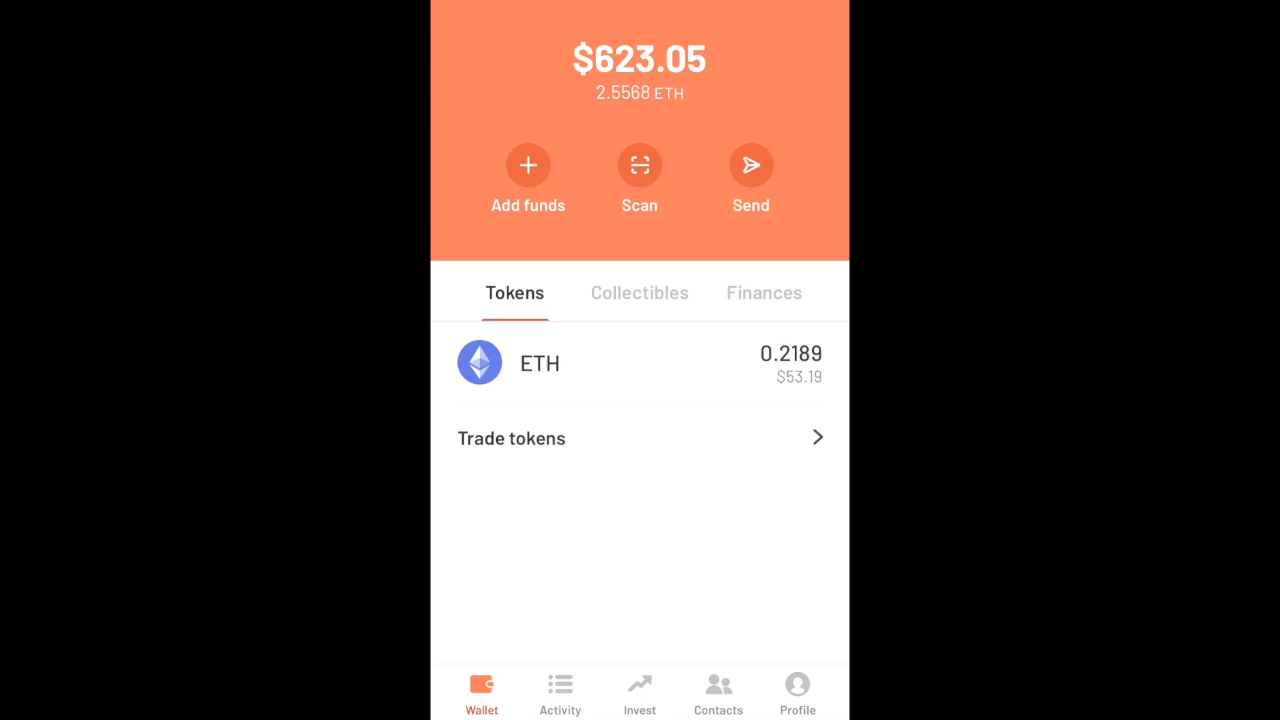 $623.05
2.5568 ETH
Add funds
Scan
Send
Tokens
Collectibles
Finances
ETH
0.2189
$53.19
Trade tokens
Wallet
Activity
Invest
Contacts
Profile